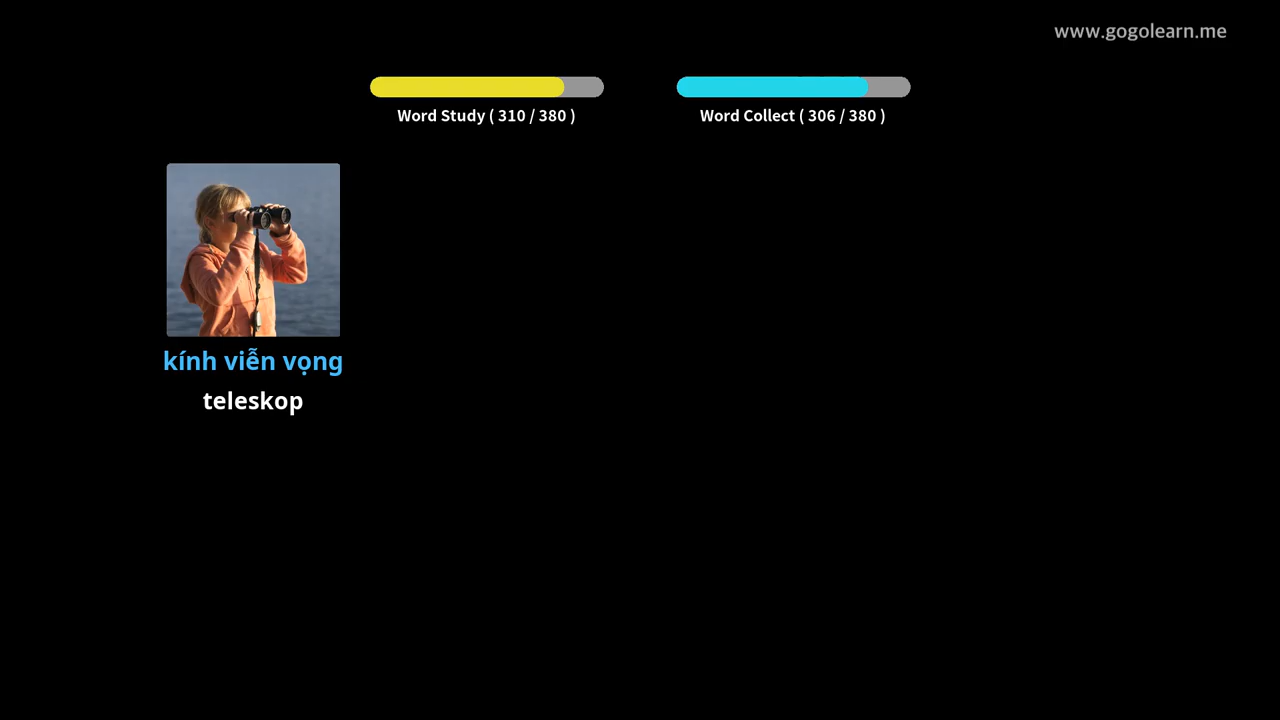 www.gogolearn.me
Word Study ( 310 / 380 )
Word Collect ( 306 / 380 )
kính viễn vọng
teleskop